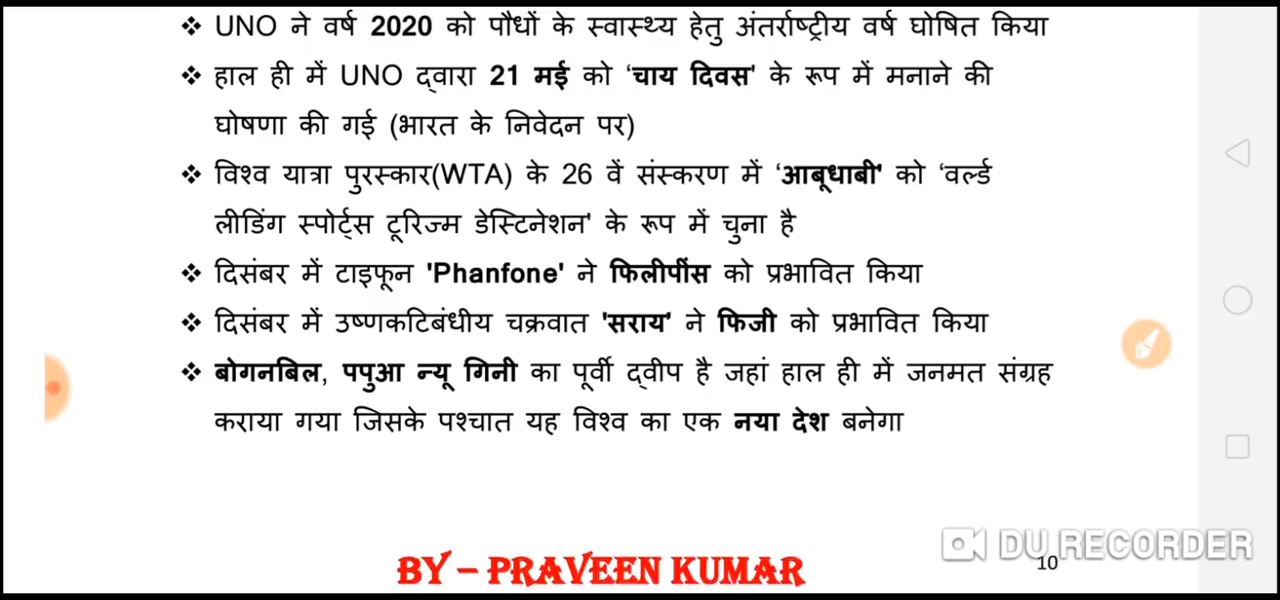 ❖ UNO ने वर्ष 2020 को पौधों के स्वास्थ्य हेतु अंतर्राष्ट्रीय वर्ष घोषित किया
❖ हाल ही में UNO द्वारा 21 मई को 'चाय दिवस' के रूप में मनाने की
घोषणा की गई (भारत के निवेदन पर)
❖ विश्व यात्रा पुरस्कार(WTA) के 26 वें संस्करण में 'आबूधाबी' को 'वर्ल्ड
लीडिंग स्पोर्ट्स टूरिज्म डेस्टिनेशन' के रूप में चुना है
❖ दिसंबर में टाइफून 'Phanfone' ने फिलीपींस को प्रभावित किया
❖ दिसंबर में उष्णकटिबंधीय चक्रवात 'सराय' ने फिजी को प्रभावित किया
❖ बोगनबिल, पपुआ न्यू गिनी का पूर्वी द्वीप है जहां हाल ही में जनमत संग्रह
कराया गया जिसके पश्चात यह विश्व का एक नया देश बनेगा
DU RECORDER
BY – PRAVEEN KUMAR
10